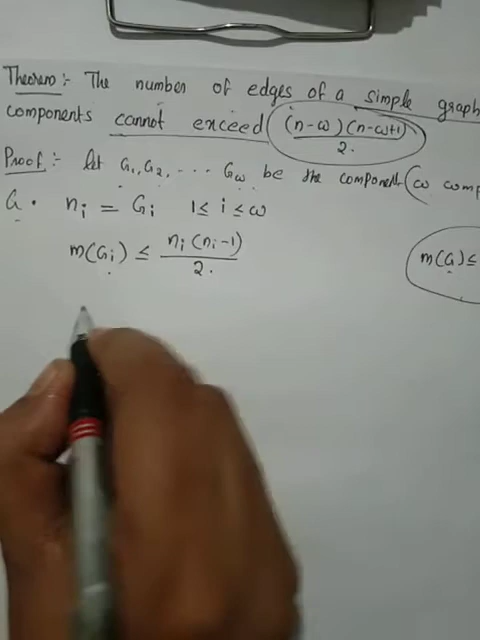 Theorem :- The number of edges of a simple graph
components cannot exceed (n-ω)(n-ω+1)/2.
Proof :- let G₁, G₂, ... Gω be the component (ω comp
G. nᵢ = Gᵢ 1 ≤ i ≤ ω
m(Gᵢ) ≤ nᵢ(nᵢ-1)/2.
m(G) ≤